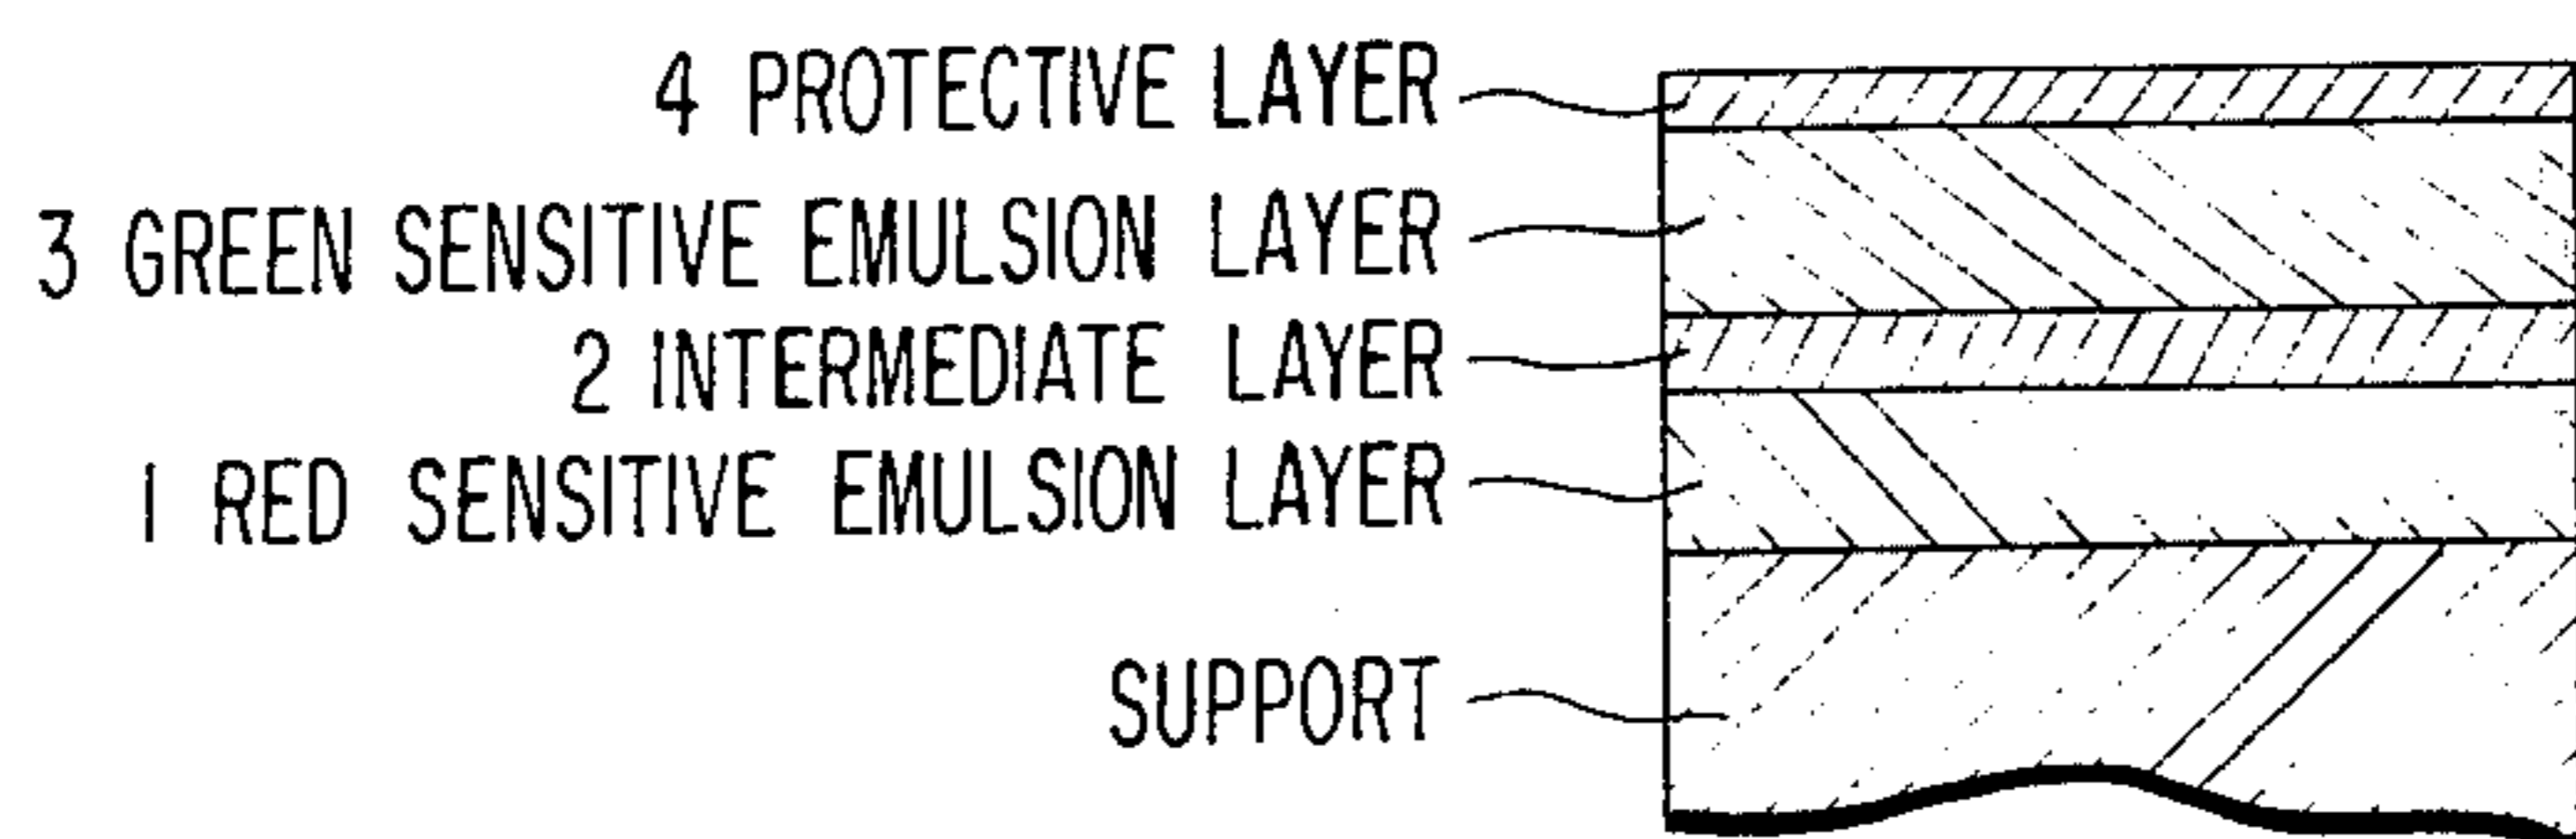 4 PROTECTIVE LAYER
3 GREEN SENSITIVE EMULSION LAYER
2 INTERMEDIATE LAYER
1 RED SENSITIVE EMULSION LAYER
SUPPORT